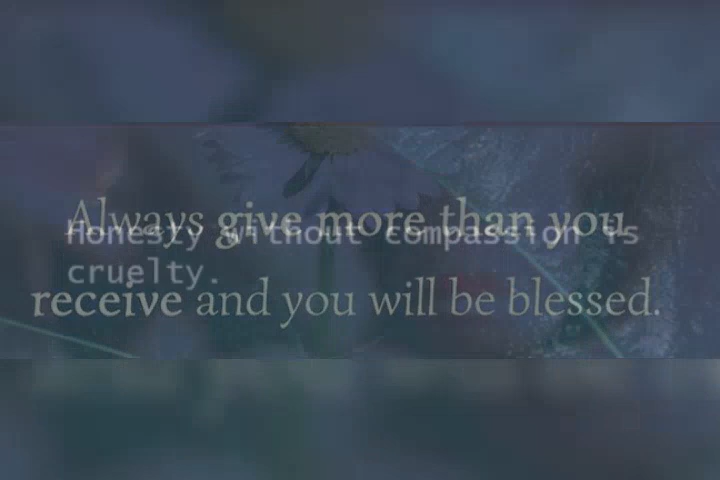 Always give more than you
Honesty without compassion is
cruelty.
receive and you will be blessed.